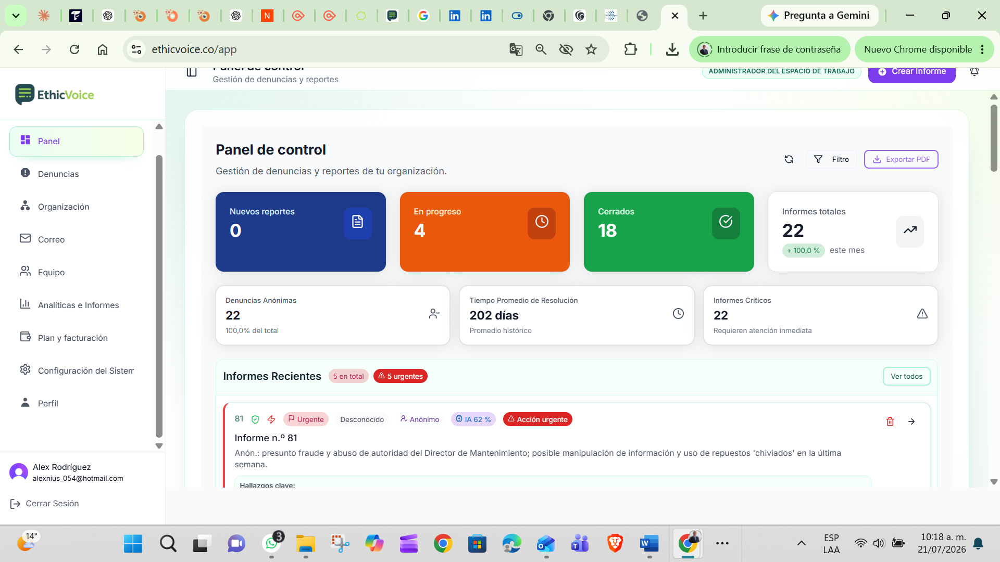 Pregunta a Gemini
ethicvoice.co/app
Introducir frase de contraseña
Nuevo Chrome disponible
EthicVoice
Panel de control
Gestión de denuncias y reportes
ADMINISTRADOR DEL ESPACIO DE TRABAJO
Crear Informe
Panel
Denuncias
Organización
Correo
Equipo
Analíticas e Informes
Plan y facturación
Configuración del Sistem
Perfil
Alex Rodríguez
alexnius_054@hotmail.com
Cerrar Sesión
Panel de control
Gestión de denuncias y reportes de tu organización.
Filtro
Exportar PDF
Nuevos reportes
0
En progreso
4
Cerrados
18
Informes totales
22
+ 100,0 % este mes
Denuncias Anónimas
22
100,0% del total
Tiempo Promedio de Resolución
202 días
Promedio histórico
Informes Críticos
22
Requieren atención inmediata
Informes Recientes 5 en total 5 urgentes
Ver todos
81 Urgente Desconocido Anónimo IA 62 % Acción urgente
Informe n.º 81
Anón.: presunto fraude y abuso de autoridad del Director de Mantenimiento; posible manipulación de información y uso de repuestos 'chiviados' en la última
semana.
Hallazgos clave:
14°
3
ESP
LAA
10:18 a. m.
21/07/2026